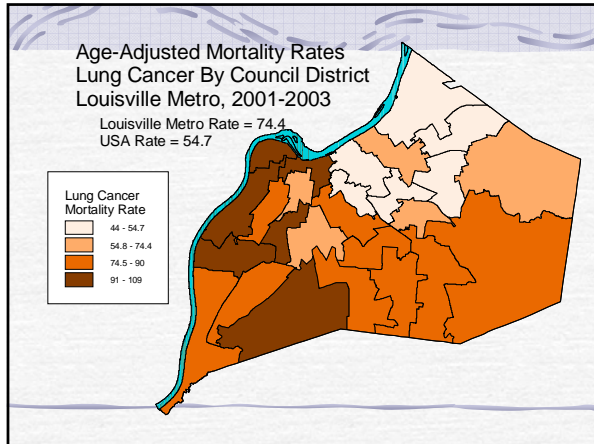 Age-Adjusted Mortality Rates
Lung Cancer By Council District
Louisville Metro, 2001-2003
Louisville Metro Rate = 74.4
USA Rate = 54.7
Lung Cancer
Mortality Rate
44 - 54.7
54.8 - 74.4
74.5 - 90
91 - 109